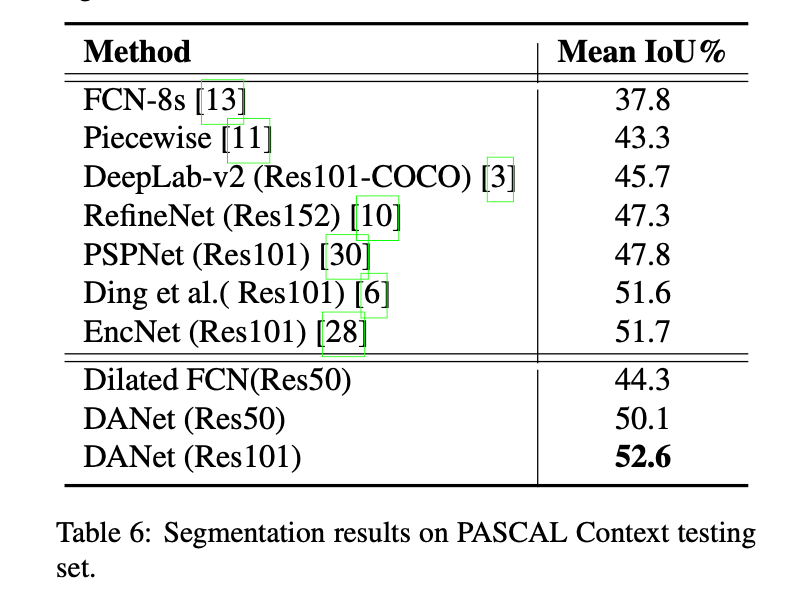 Method Mean IoU%
FCN-8s [13] 37.8
Piecewise [11] 43.3
DeepLab-v2 (Res101-COCO) [3] 45.7
RefineNet (Res152) [10] 47.3
PSPNet (Res101) [30] 47.8
Ding et al.( Res101) [6] 51.6
EncNet (Res101) [28] 51.7
Dilated FCN(Res50) 44.3
DANet (Res50) 50.1
DANet (Res101) 52.6
Table 6: Segmentation results on PASCAL Context testing
set.